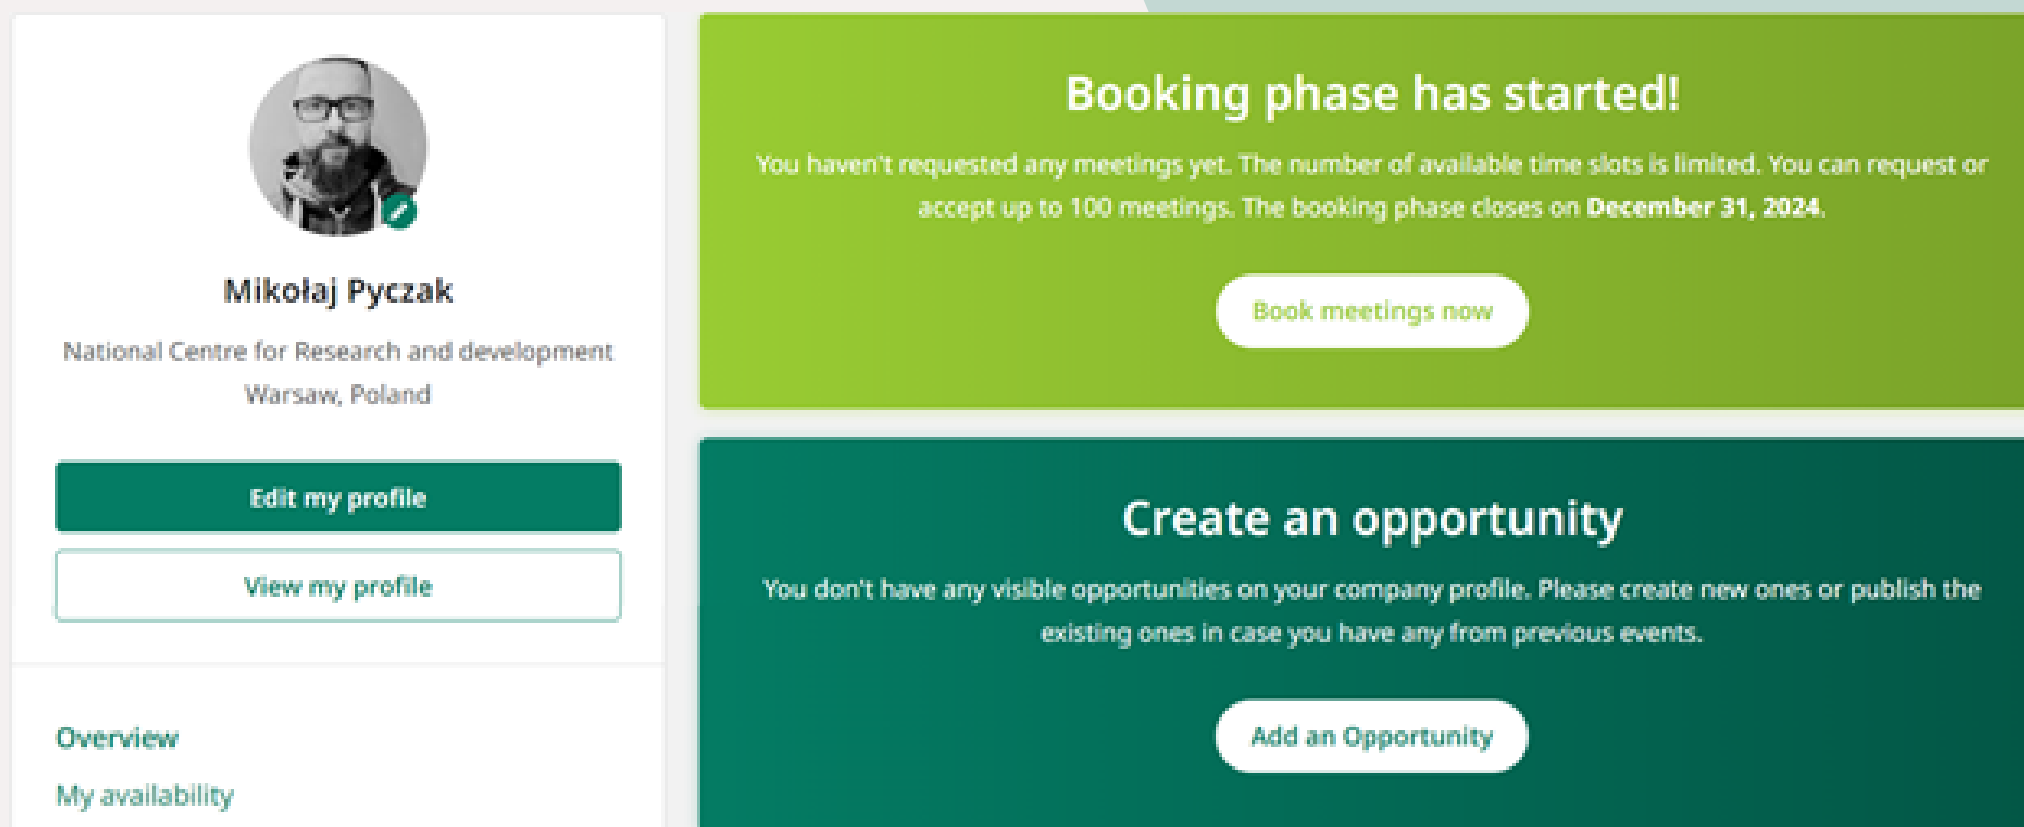 Mikołaj Pyczak
National Centre for Research and development
Warsaw, Poland
Edit my profile
View my profile
Overview
My availability
Booking phase has started!
You haven't requested any meetings yet. The number of available time slots is limited. You can request or
accept up to 100 meetings. The booking phase closes on December 31, 2024.
Book meetings now
Create an opportunity
You don't have any visible opportunities on your company profile. Please create new ones or publish the
existing ones in case you have any from previous events.
Add an Opportunity